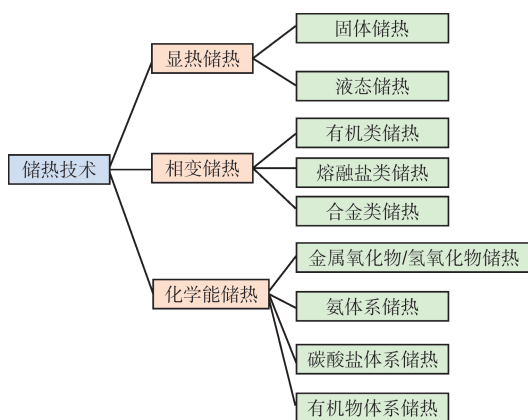 储热技术
显热储热
固体储热
液态储热
相变储热
有机类储热
熔融盐类储热
合金类储热
化学能储热
金属氧化物/氢氧化物储热
氨体系储热
碳酸盐体系储热
有机物体系储热